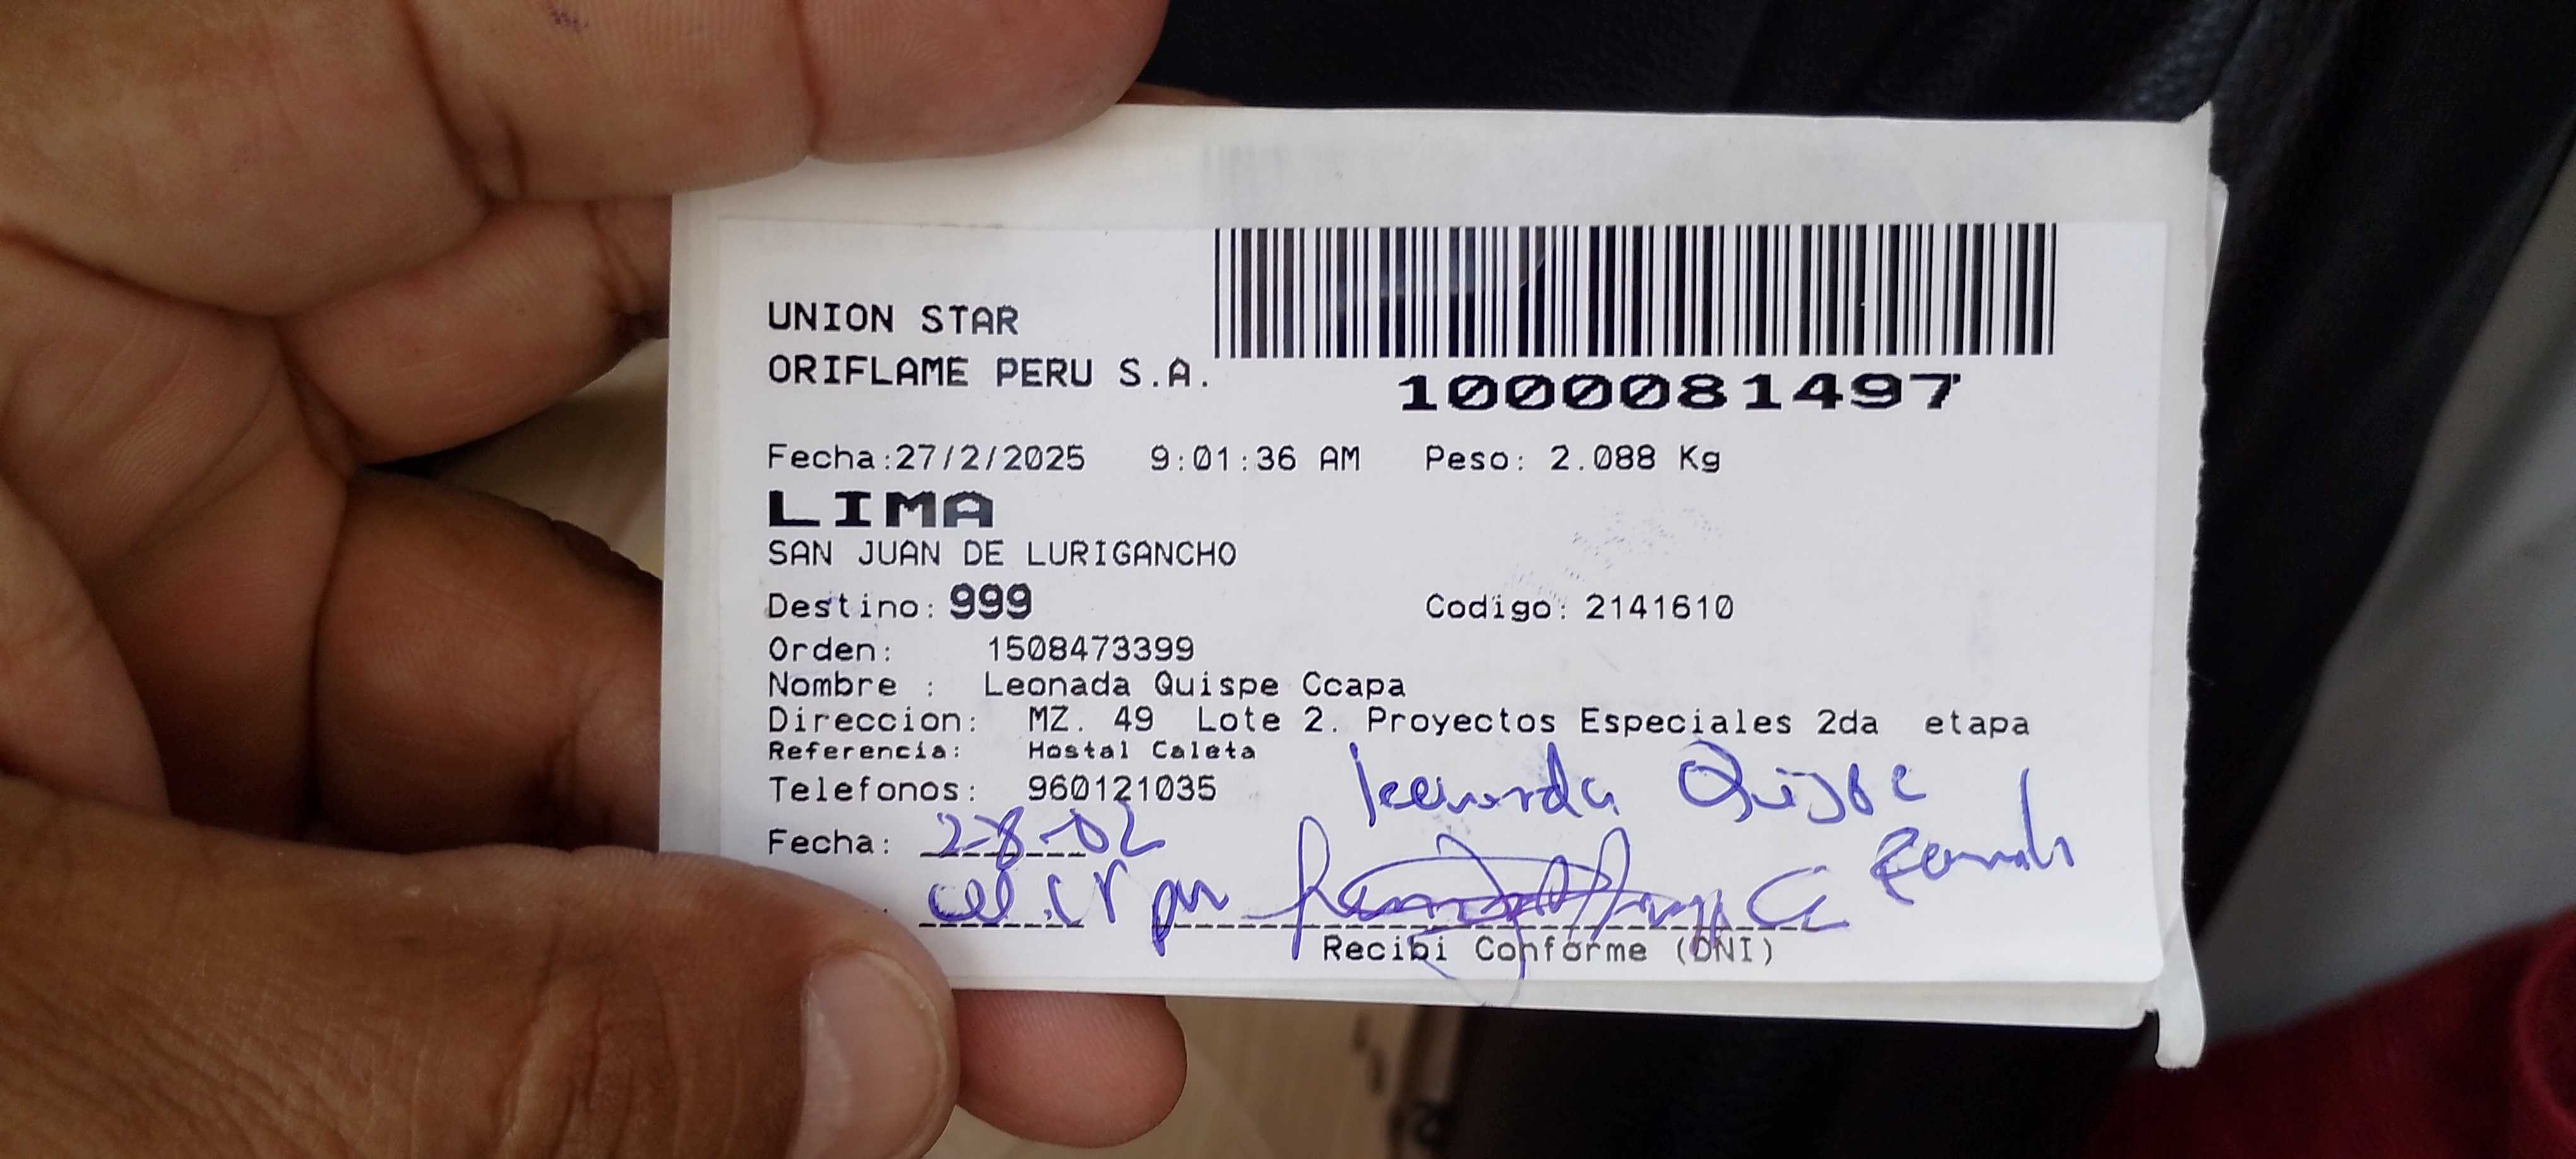 UNION STAR
ORIFLAME PERU S.A.
1000081497
Fecha:27/2/2025 9:01:36 AM Peso: 2.088 Kg
LIMA
SAN JUAN DE LURIGANCHO
Destino: 999 Codigo: 2141610
Orden: 1508473399
Nombre : Leonada Quispe Ccapa
Direccion: MZ. 49 Lote 2. Proyectos Especiales 2da etapa
Referencia: Hostal Caleta
Telefonos: 960121035
Quispe
Fecha: 28-02
Recibi Conforme (DNI)